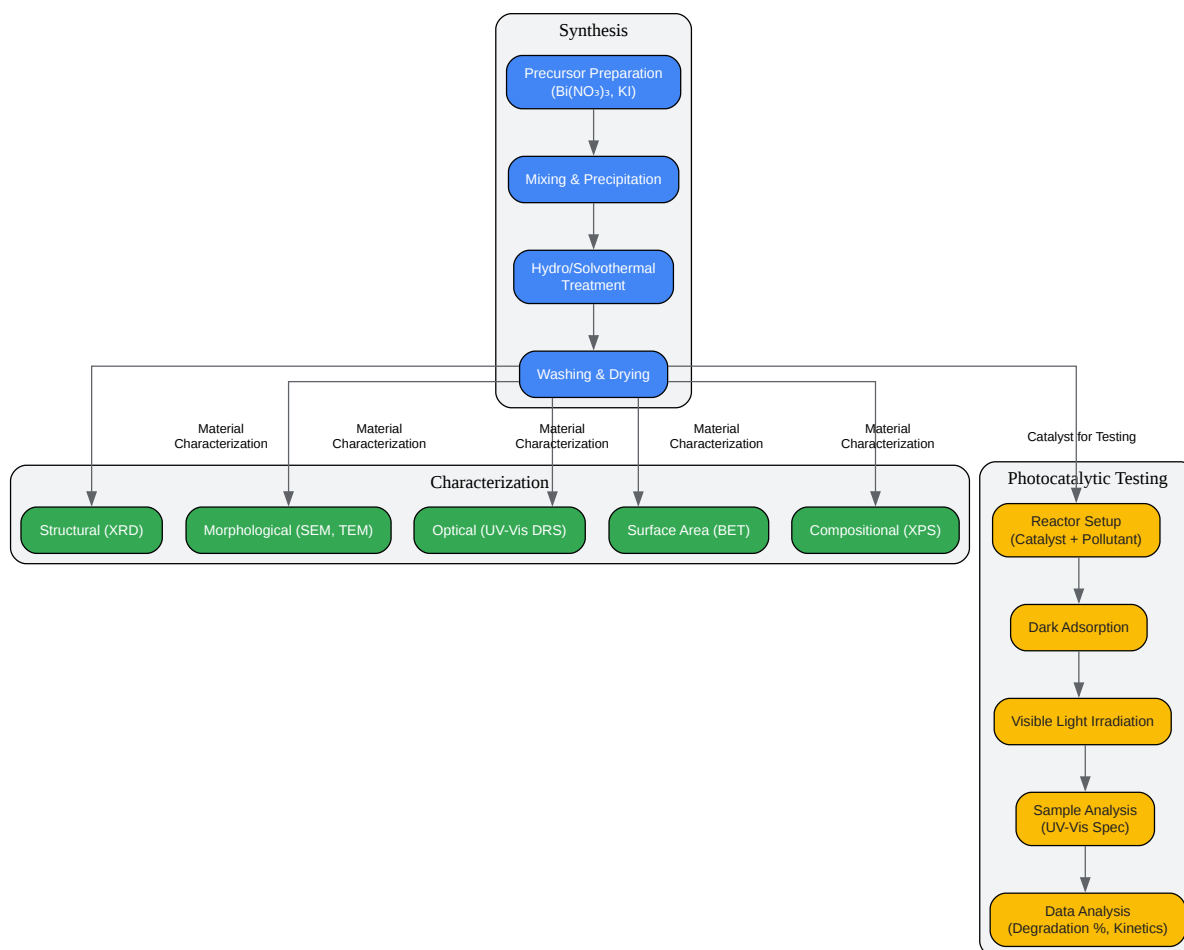 Synthesis
Precursor Preparation
(Bi(NO₃)₃, KI)
Mixing & Precipitation
Hydro/Solvothermal
Treatment
Washing & Drying
Material
Characterization
Material
Characterization
Material
Characterization
Material
Characterization
Material
Characterization
Catalyst for Testing
Characterization
Structural (XRD)
Morphological (SEM, TEM)
Optical (UV-Vis DRS)
Surface Area (BET)
Compositional (XPS)
Photocatalytic Testing
Reactor Setup
(Catalyst + Pollutant)
Dark Adsorption
Visible Light Irradiation
Sample Analysis
(UV-Vis Spec)
Data Analysis
(Degradation %, Kinetics)